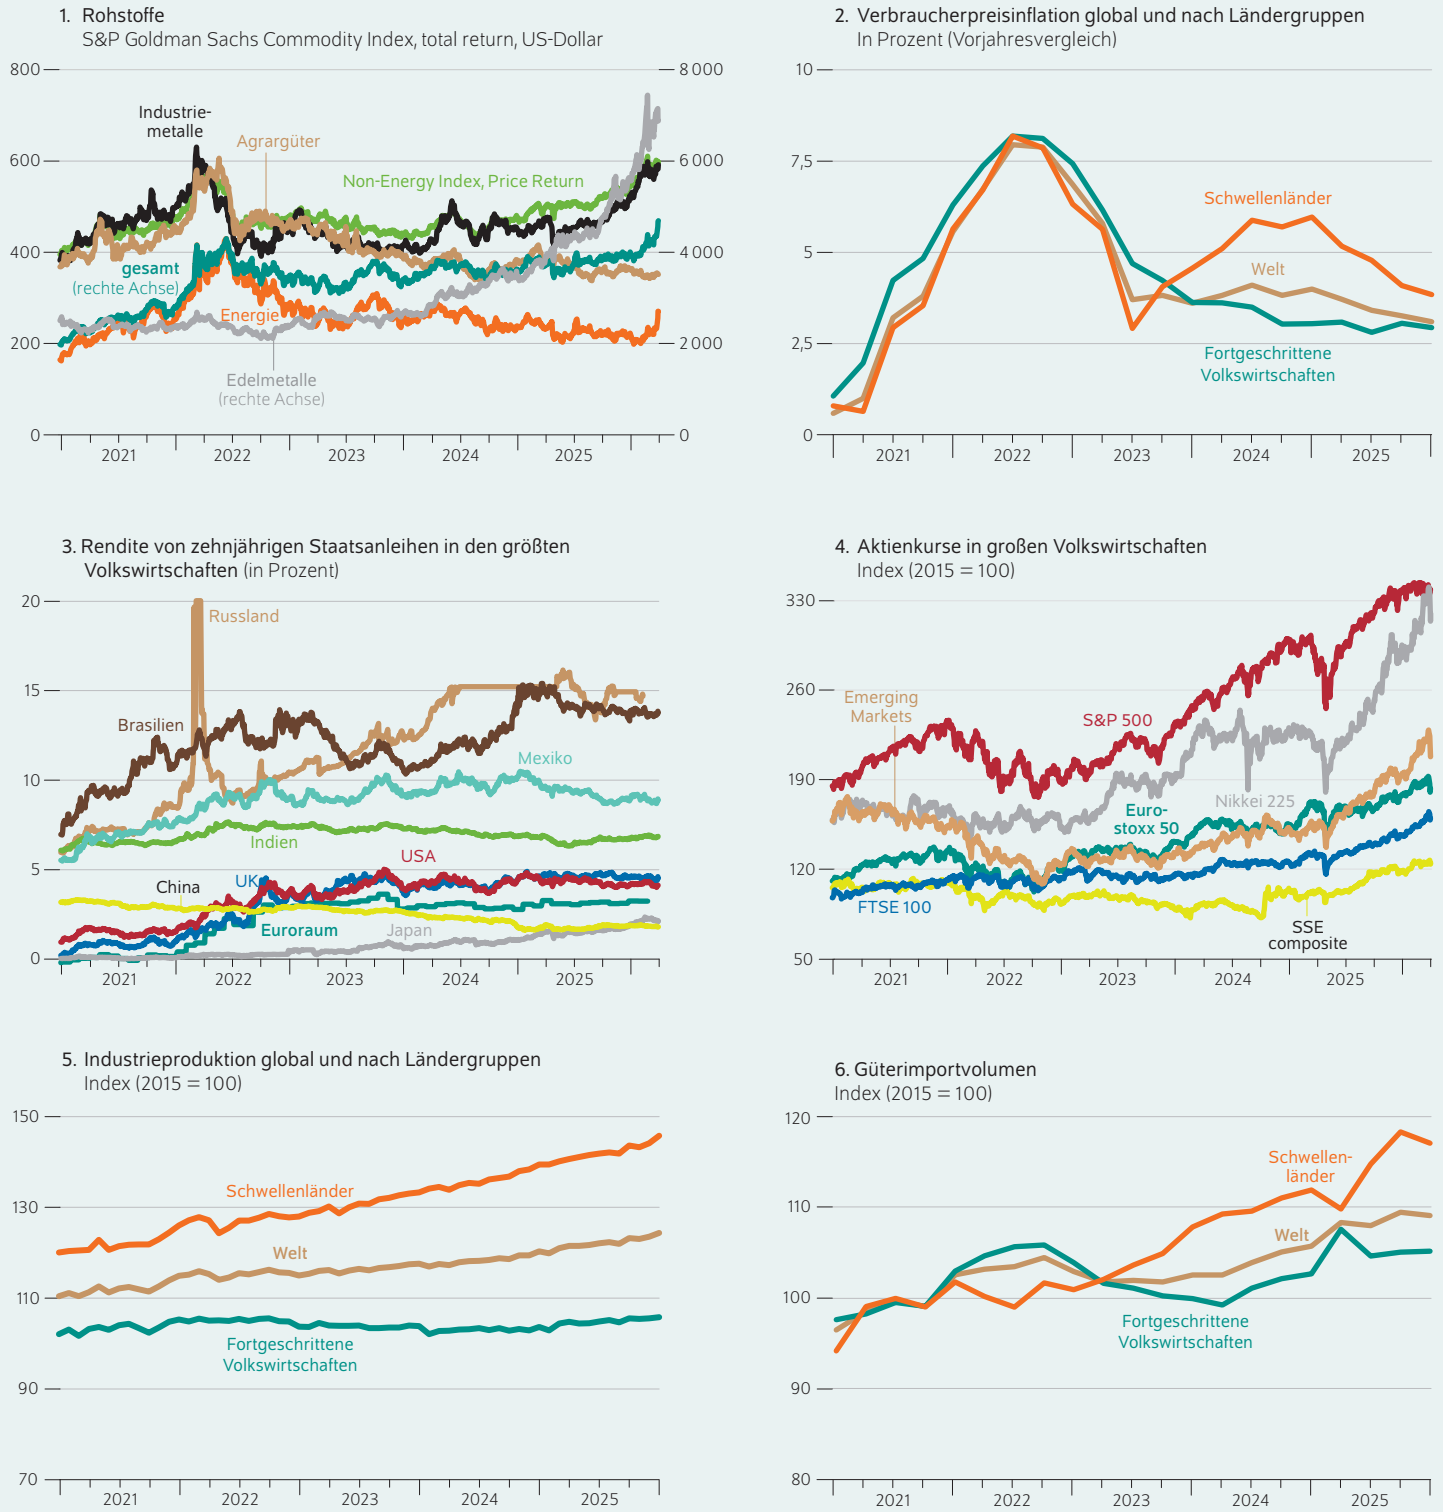 1. Rohstoffe
S&P Goldman Sachs Commodity Index, total return, US-Dollar
800
600
400
200
0
8 000
6 000
4 000
2 000
0
Industrie-
metalle
Agrargüter
Non-Energy Index, Price Return
gesamt
(rechte Achse)
Energie
Edelmetalle
(rechte Achse)
2021 2022 2023 2024 2025
2. Verbraucherpreisinflation global und nach Ländergruppen
In Prozent (Vorjahresvergleich)
10
7,5
5
2,5
0
Schwellenländer
Welt
Fortgeschrittene
Volkswirtschaften
2021 2022 2023 2024 2025
3. Rendite von zehnjährigen Staatsanleihen in den größten
Volkswirtschaften (in Prozent)
20
15
10
5
0
Russland
Brasilien
Mexiko
Indien
USA
China
UK
Euroraum
Japan
2021 2022 2023 2024 2025
4. Aktienkurse in großen Volkswirtschaften
Index (2015 = 100)
330
260
190
120
50
Emerging
Markets
S&P 500
Nikkei 225
Euro-
stoxx 50
FTSE 100
SSE
composite
2021 2022 2023 2024 2025
5. Industrieproduktion global und nach Ländergruppen
Index (2015 = 100)
150
130
110
90
70
Schwellenländer
Welt
Fortgeschrittene
Volkswirtschaften
2021 2022 2023 2024 2025
6. Güterimportvolumen
Index (2015 = 100)
120
110
100
90
80
Schwellen-
länder
Welt
Fortgeschrittene
Volkswirtschaften
2021 2022 2023 2024 2025